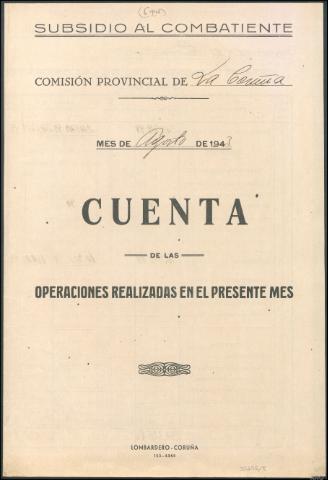 SUBSIDIO AL COMBATIENTE
COMISIÓN PROVINCIAL DE La Coruña
MES DE Agosto DE 1943
CUENTA
DE LAS
OPERACIONES REALIZADAS EN EL PRESENTE MES
LOMBARDERO-CORUÑA